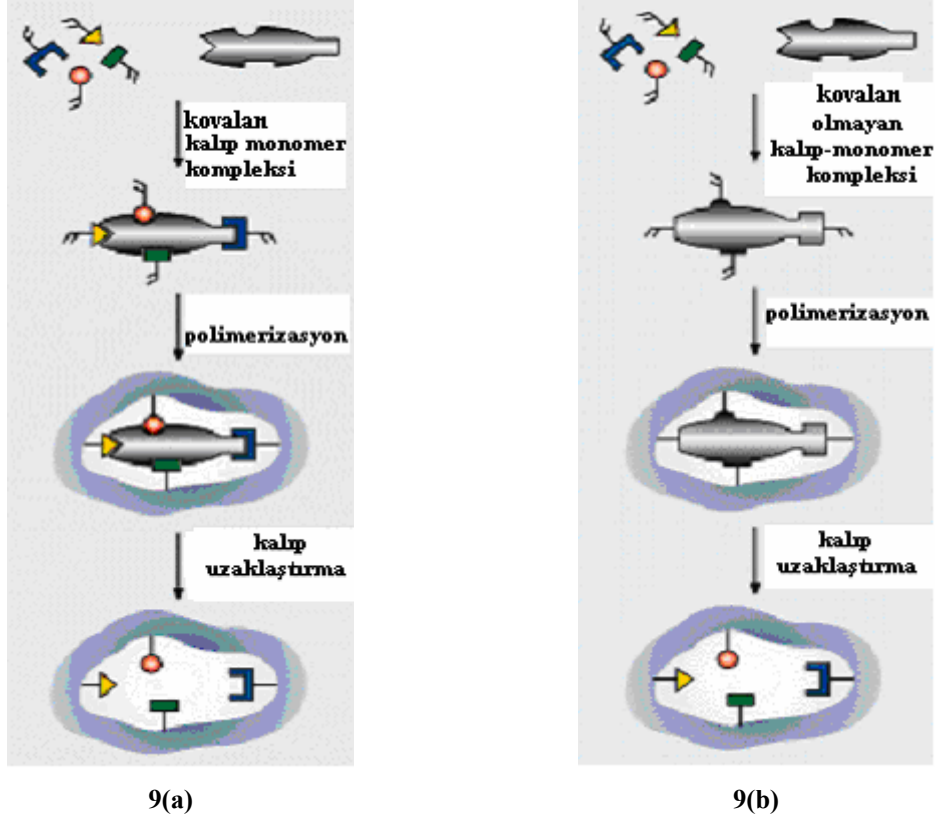 kovalan
kalıp monomer
kompleksi
polimerizasyon
kalıp
uzaklaştırma
9(a)
kovalan
olmayan
kalıp-monomer
kompleksi
polimerizasyon
kalıp
uzaklaştırma
9(b)